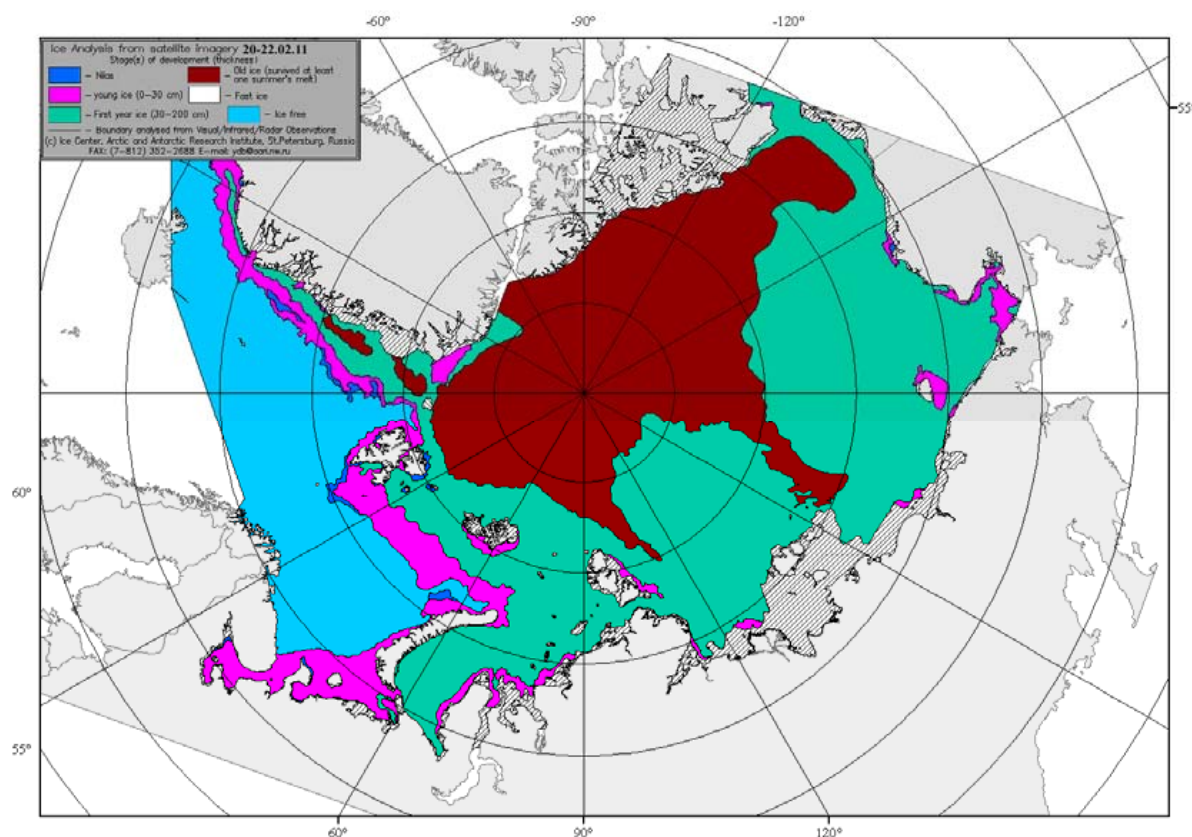 -60° -90° -120°
Ice Analysis from satellite imagery 20-22.02.11
Stage(s) of development (thickness)
– Nilas
– Old ice (survived at least
one summer's melt)
– young ice (0–30 cm)
– Fast ice
– First year ice (30–200 cm)
– Ice free
– Boundary analysed from Visual/Infrared/Radar Observations
(c) Ice Center, Arctic and Antarctic Research Institute, St.Petersburg, Russia
FAX: (7-812) 352-2688 E-mail: ydb@aari.nw.ru
55°
60°
55°
60° 90° 120°